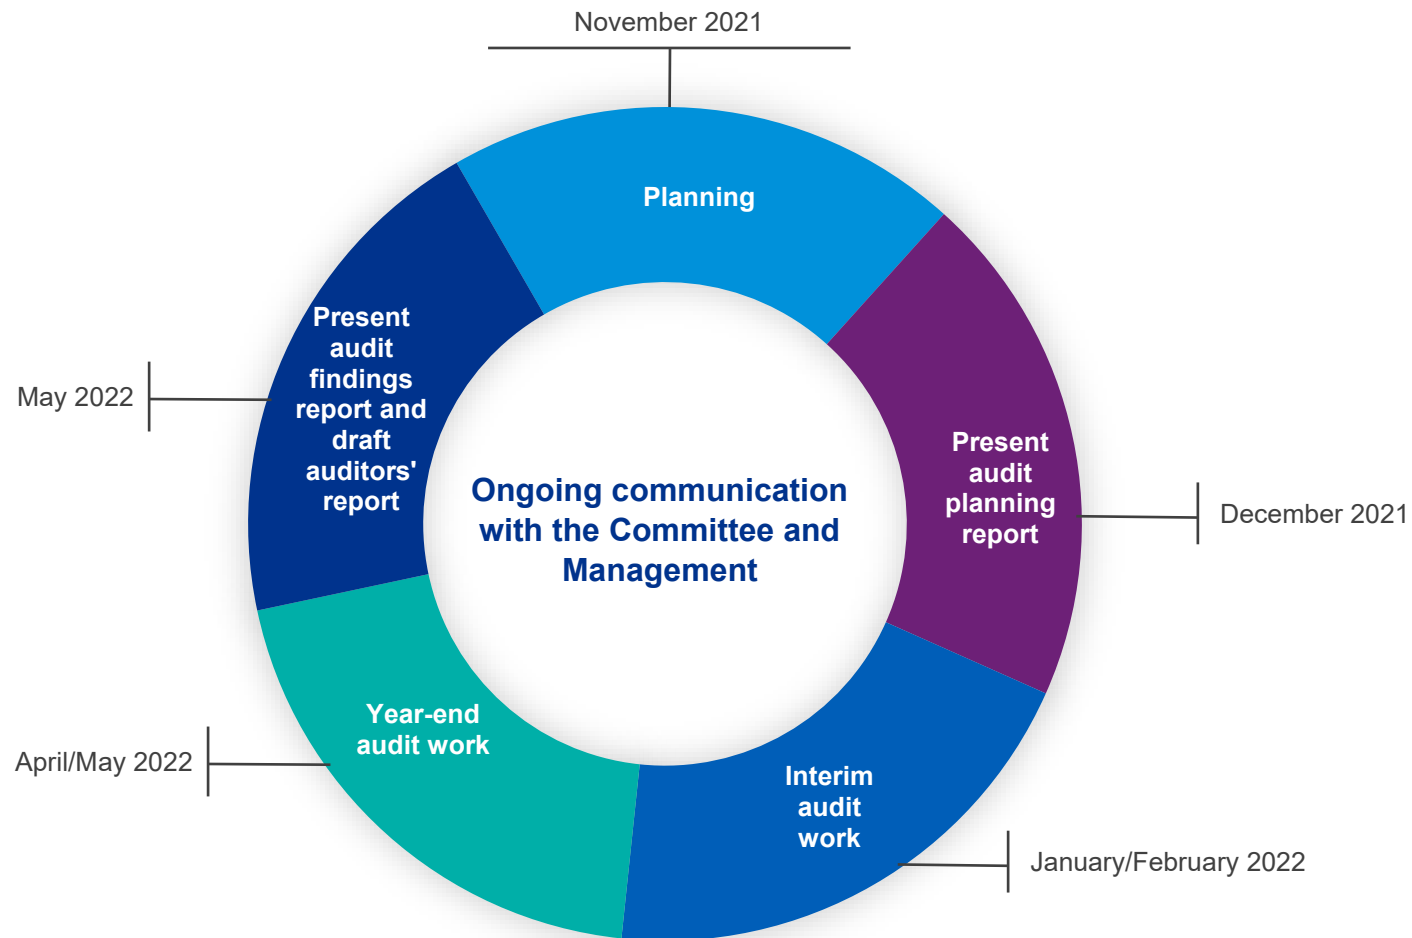 November 2021
Planning
Present
audit
planning
report
December 2021
Interim
audit
work
January/February 2022
Year-end
audit work
April/May 2022
Present
audit
findings
report and
draft
auditors'
report
May 2022
Ongoing communication
with the Committee and
Management